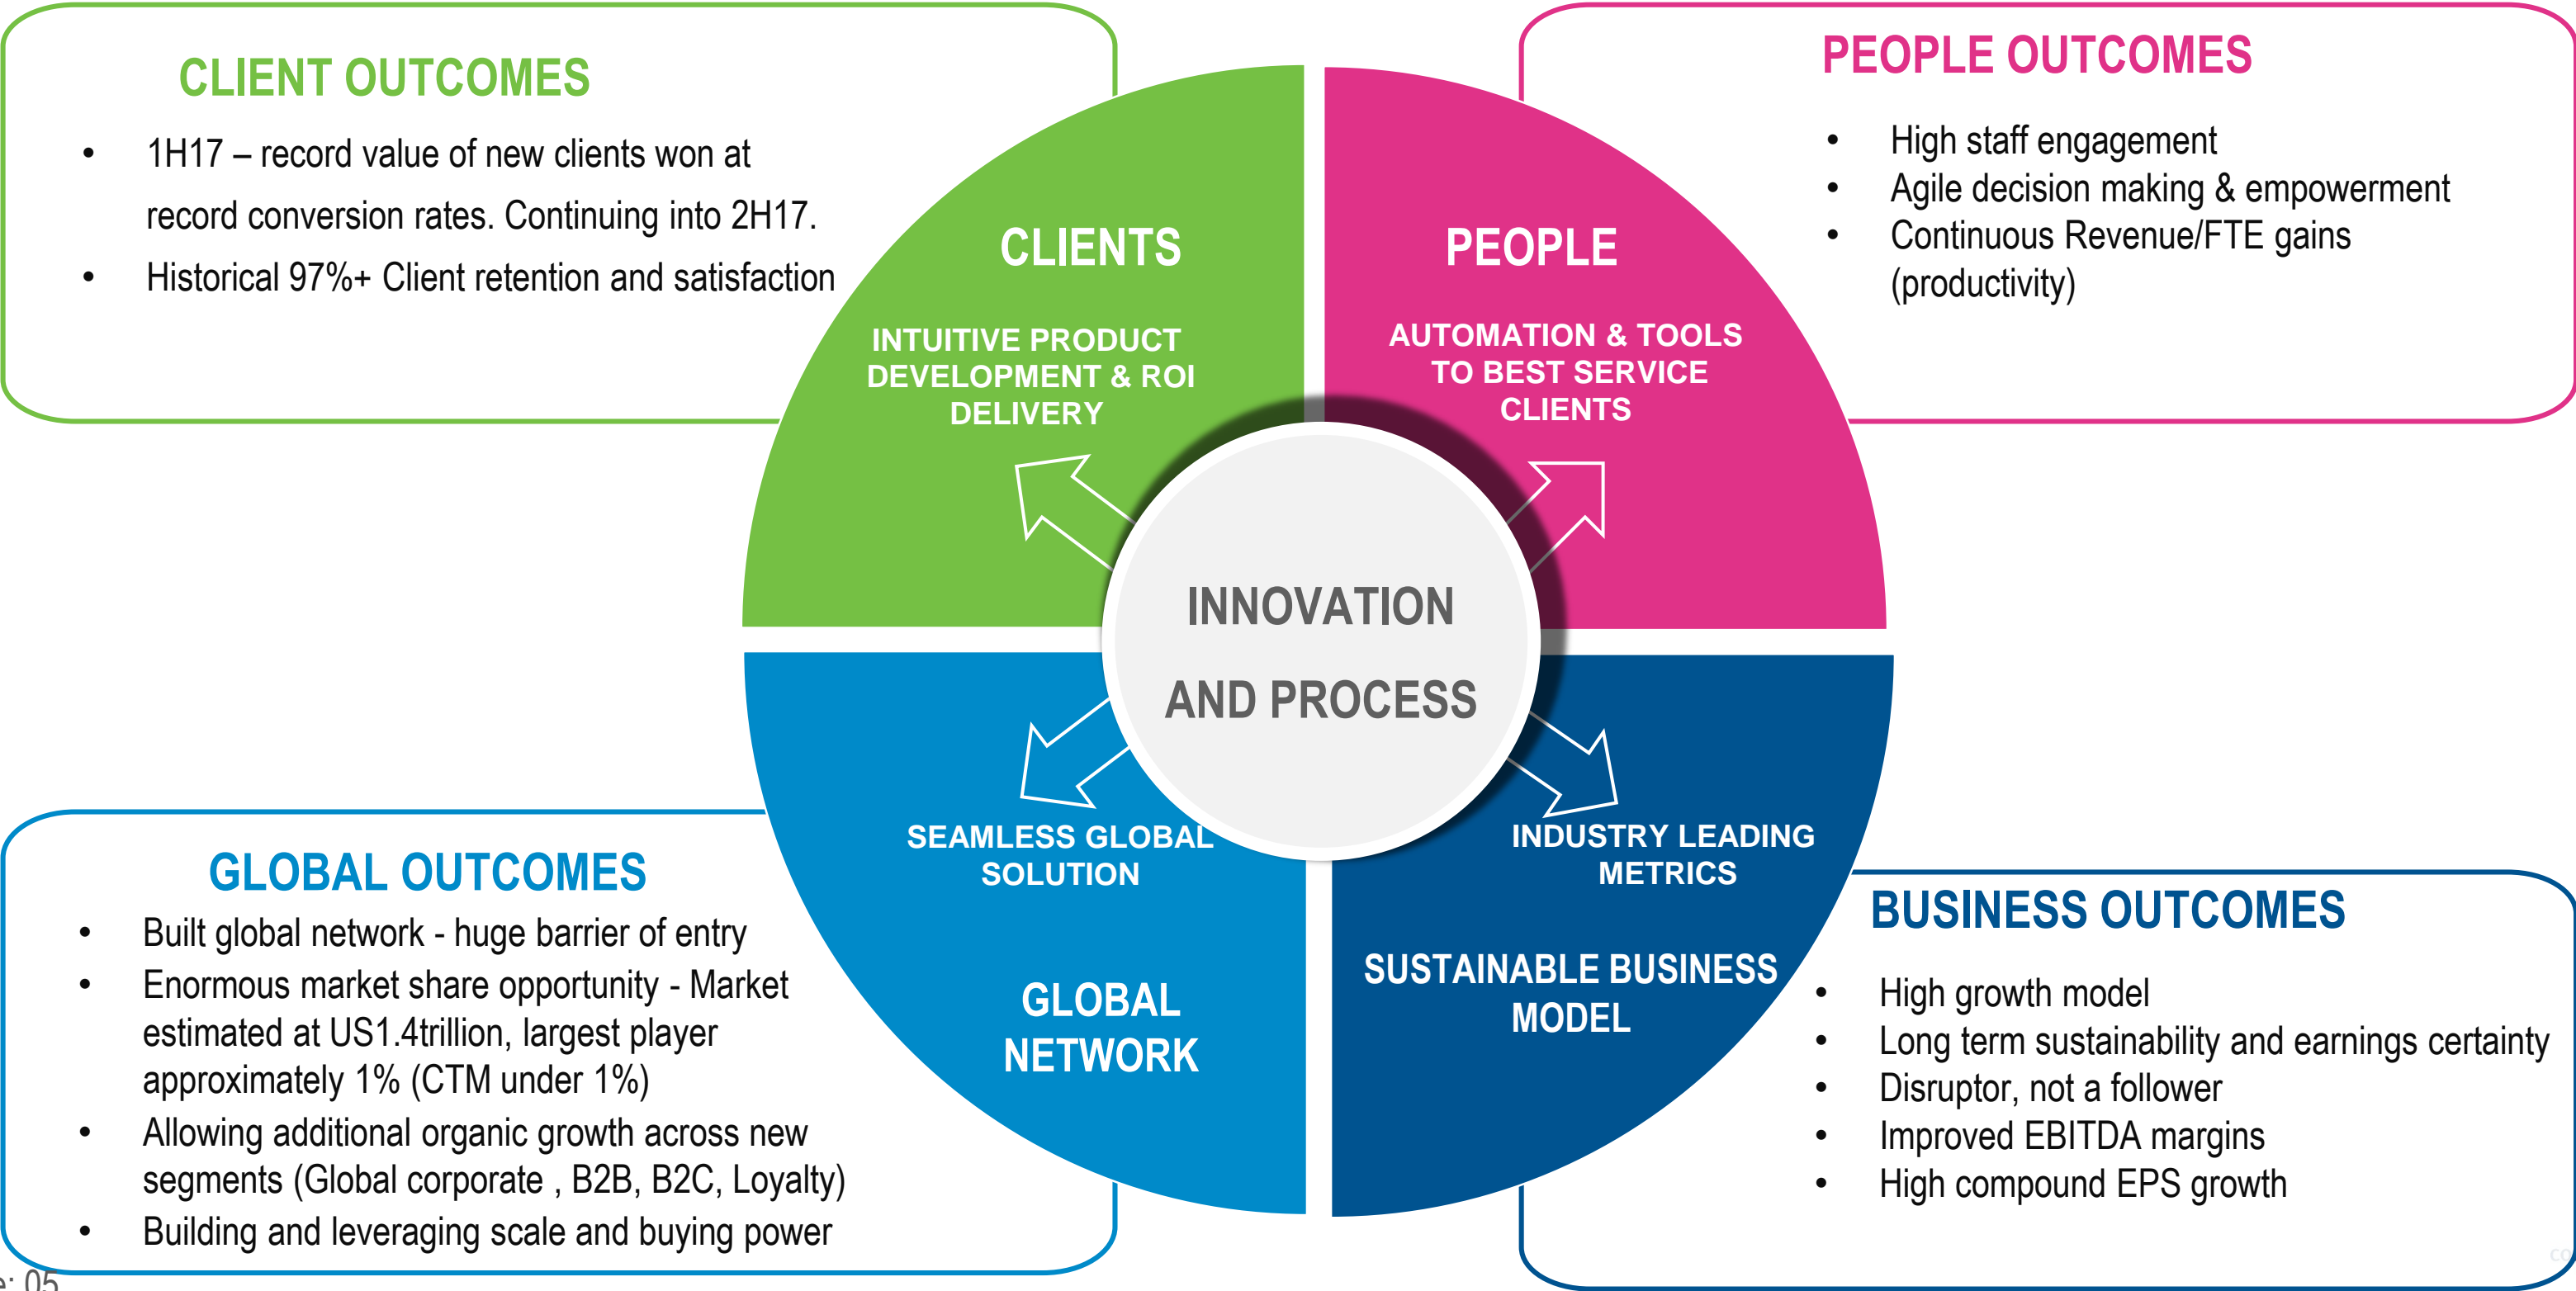 CLIENT OUTCOMES
• 1H17 – record value of new clients won at
record conversion rates. Continuing into 2H17.
• Historical 97%+ Client retention and satisfaction
PEOPLE OUTCOMES
• High staff engagement
• Agile decision making & empowerment
• Continuous Revenue/FTE gains
(productivity)
CLIENTS
INTUITIVE PRODUCT
DEVELOPMENT & ROI
DELIVERY
PEOPLE
AUTOMATION & TOOLS
TO BEST SERVICE
CLIENTS
INNOVATION
AND PROCESS
SEAMLESS GLOBAL
SOLUTION
GLOBAL
NETWORK
INDUSTRY LEADING
METRICS
SUSTAINABLE BUSINESS
MODEL
GLOBAL OUTCOMES
• Built global network - huge barrier of entry
• Enormous market share opportunity - Market
estimated at US1.4trillion, largest player
approximately 1% (CTM under 1%)
• Allowing additional organic growth across new
segments (Global corporate , B2B, B2C, Loyalty)
• Building and leveraging scale and buying power
BUSINESS OUTCOMES
• High growth model
• Long term sustainability and earnings certainty
• Disruptor, not a follower
• Improved EBITDA margins
• High compound EPS growth
e: 05